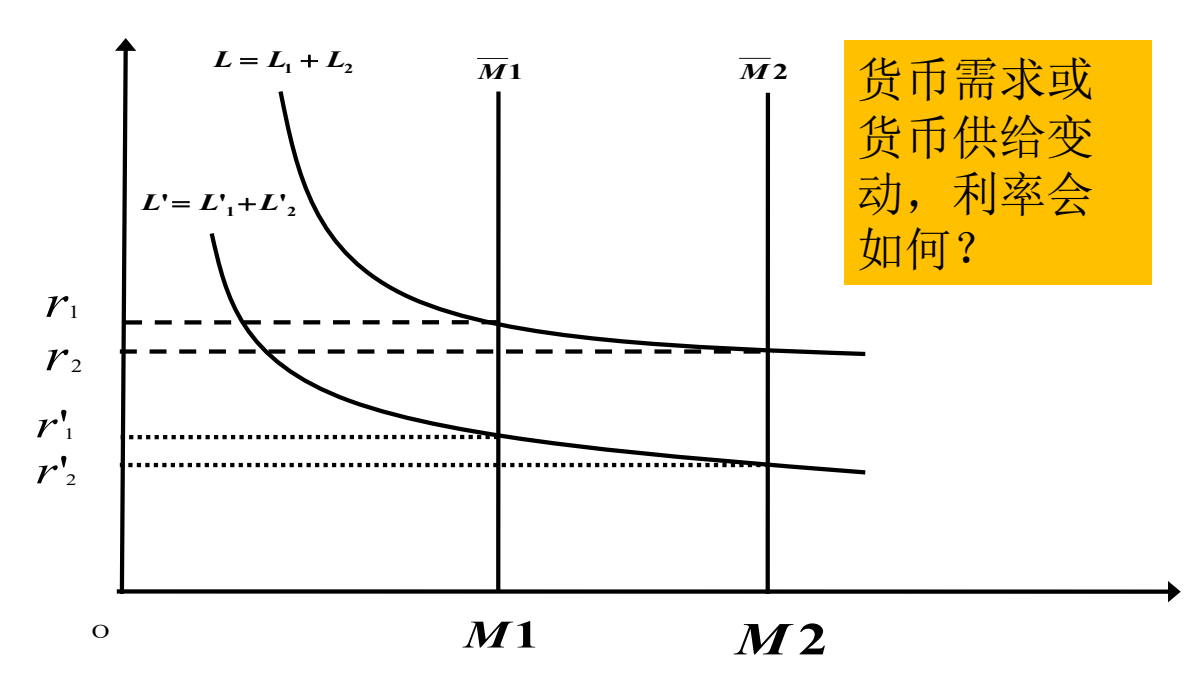 L = L₁ + L₂
M̅1
M̅2
货币需求或
货币供给变
动，利率会
如何？
L'= L'₁+L'₂
r₁
r₂
r'₁
r'₂
O
M1
M2